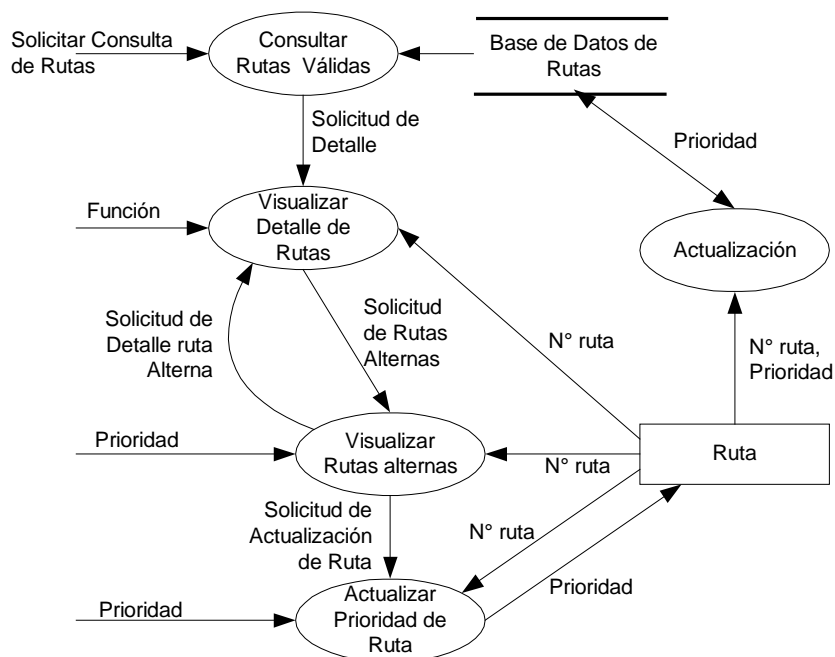 Solicitar Consulta
de Rutas
Consultar
Rutas Válidas
Base de Datos de
Rutas
Solicitud de
Detalle
Prioridad
Función
Visualizar
Detalle de
Rutas
Actualización
Solicitud de
Detalle ruta
Alterna
Solicitud
de Rutas
Alternas
N° ruta
N° ruta,
Prioridad
Prioridad
Visualizar
Rutas alternas
N° ruta
Ruta
Solicitud de
Actualización
de Ruta
N° ruta
Prioridad
Prioridad
Actualizar
Prioridad de
Ruta